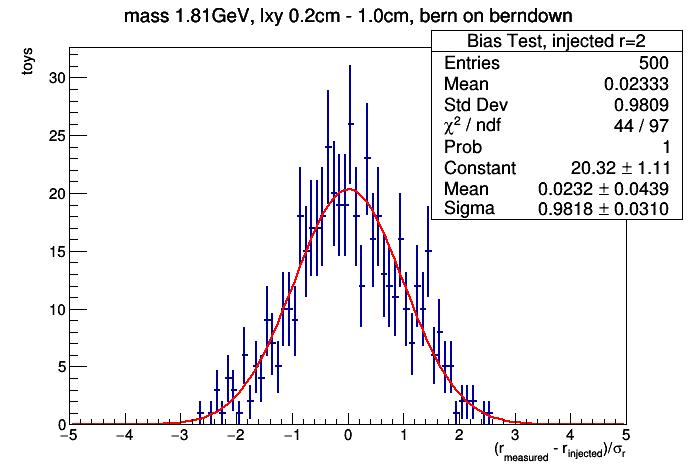 mass 1.81GeV, lxy 0.2cm - 1.0cm, bern on berndown
Bias Test, injected r=2
Entries 500
Mean 0.02333
Std Dev 0.9809
χ² / ndf 44 / 97
Prob 1
Constant 20.32 ± 1.11
Mean 0.0232 ± 0.0439
Sigma 0.9818 ± 0.0310
toys
30
25
20
15
10
5
0
−5 −4 −3 −2 −1 0 1 2 3 4 5
(r_measured - r_injected)/σ_r